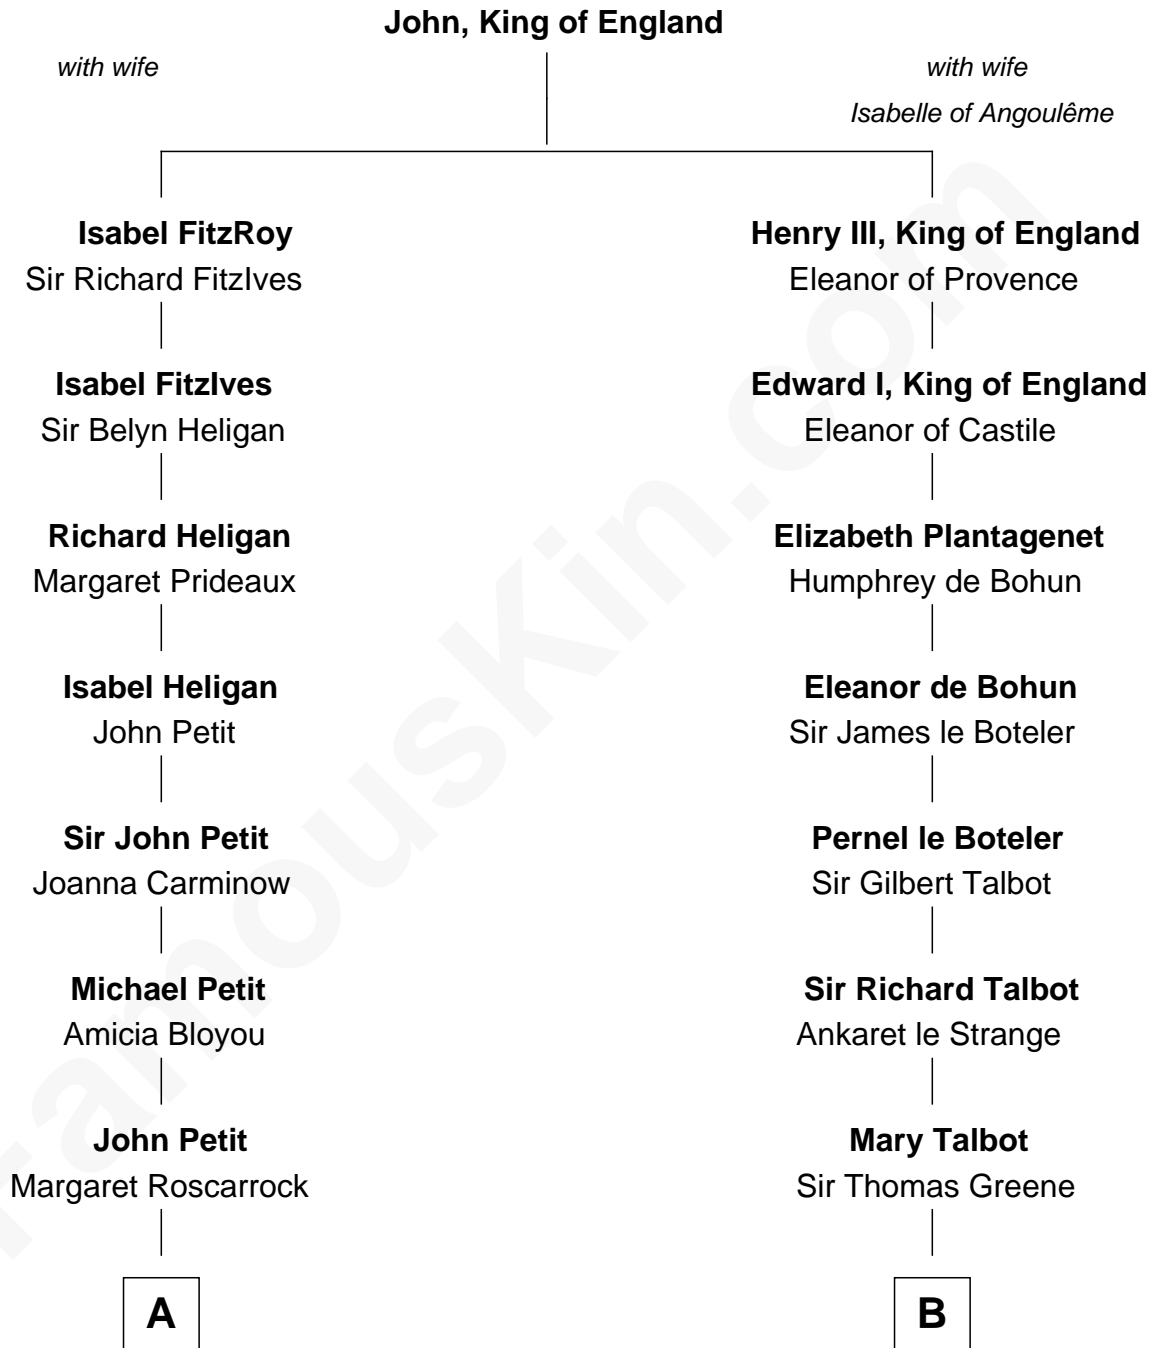 John, King of England
with wife
with wife
Isabelle of Angoulême
Isabel FitzRoy
Sir Richard FitzIves
Isabel FitzIves
Sir Belyn Heligan
Richard Heligan
Margaret Prideaux
Isabel Heligan
John Petit
Sir John Petit
Joanna Carminow
Michael Petit
Amicia Bloyou
John Petit
Margaret Roscarrock
A
Henry III, King of England
Eleanor of Provence
Edward I, King of England
Eleanor of Castile
Elizabeth Plantagenet
Humphrey de Bohun
Eleanor de Bohun
Sir James le Boteler
Pernel le Boteler
Sir Gilbert Talbot
Sir Richard Talbot
Ankaret le Strange
Mary Talbot
Sir Thomas Greene
B
FamousKin.com